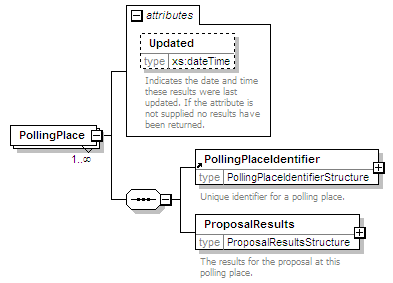 attributes
Updated
type xs:dateTime
Indicates the date and time
these results were last
updated. If the attribute is
not supplied no results have
been returned.
PollingPlace
1..∞
PollingPlaceIdentifier
type PollingPlaceIdentifierStructure
Unique identifier for a polling place.
ProposalResults
type ProposalResultsStructure
The results for the proposal at this
polling place.